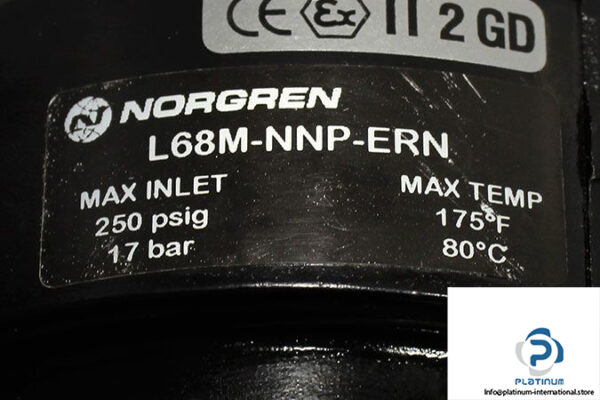 CE Ex II 2 GD
NORGREN
L68M-NNP-ERN
MAX INLET
250 psig
17 bar
MAX TEMP
175°F
80°C
PLATINUM
info@platinum-international.store